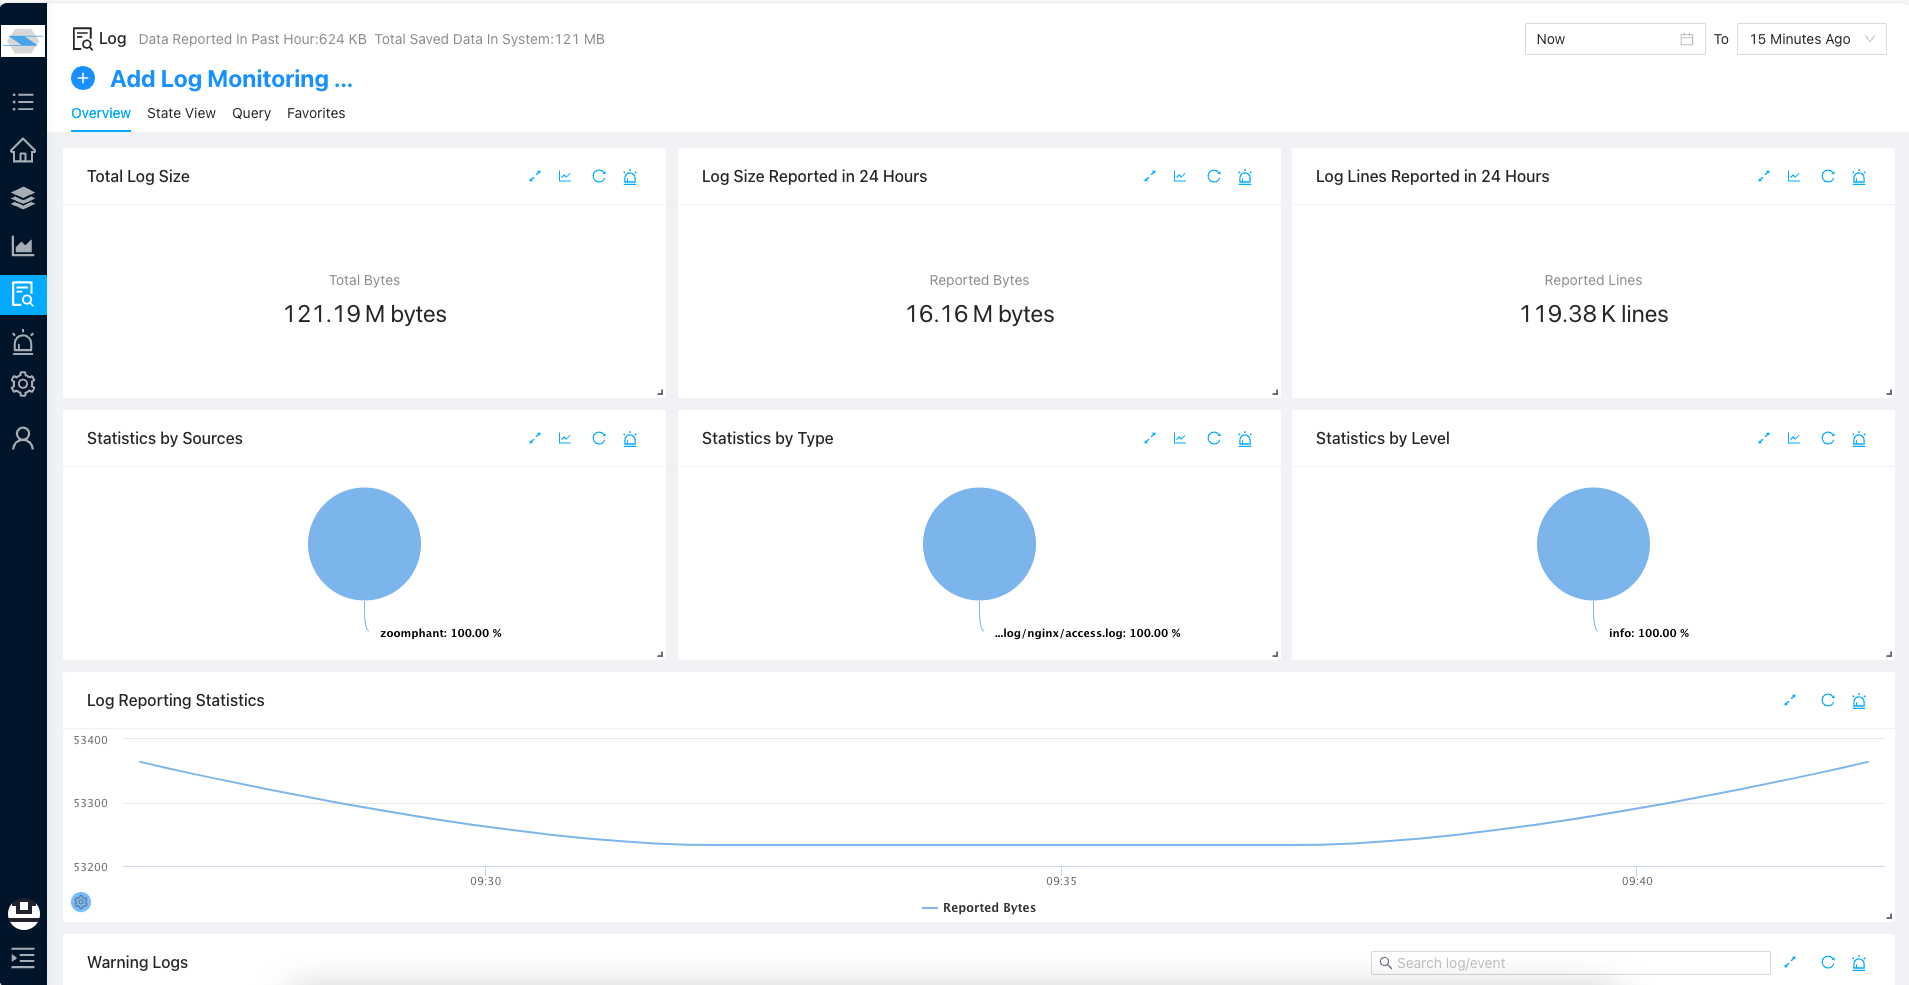 Log Data Reported In Past Hour:624 KB Total Saved Data In System:121 MB Now To 15 Minutes Ago
Add Log Monitoring ...
Overview State View Query Favorites
Total Log Size
Total Bytes
121.19 M bytes
Log Size Reported in 24 Hours
Reported Bytes
16.16 M bytes
Log Lines Reported in 24 Hours
Reported Lines
119.38 K lines
Statistics by Sources
zoomphant: 100.00 %
Statistics by Type
...log/nginx/access.log: 100.00 %
Statistics by Level
info: 100.00 %
Log Reporting Statistics
53400
53300
53200
09:30 09:35 09:40
Reported Bytes
Warning Logs Search log/event